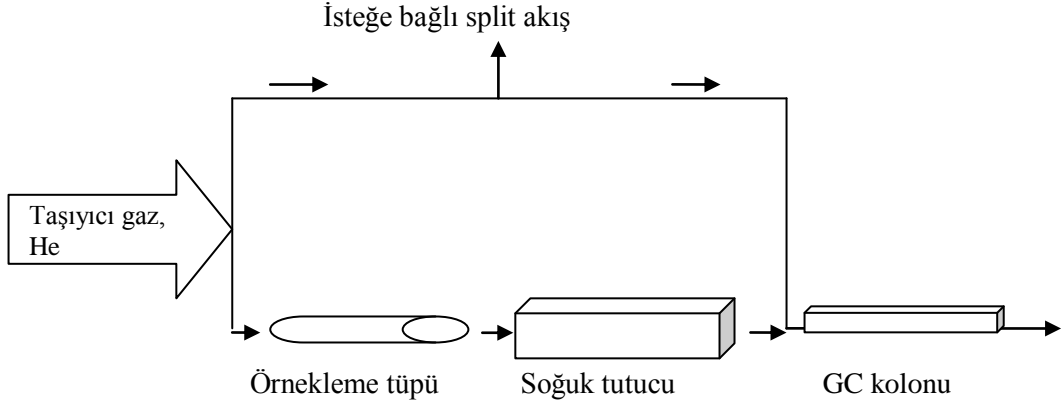 İsteğe bağlı split akış
Taşıyıcı gaz,
He
Örnekleme tüpü
Soğuk tutucu
GC kolonu